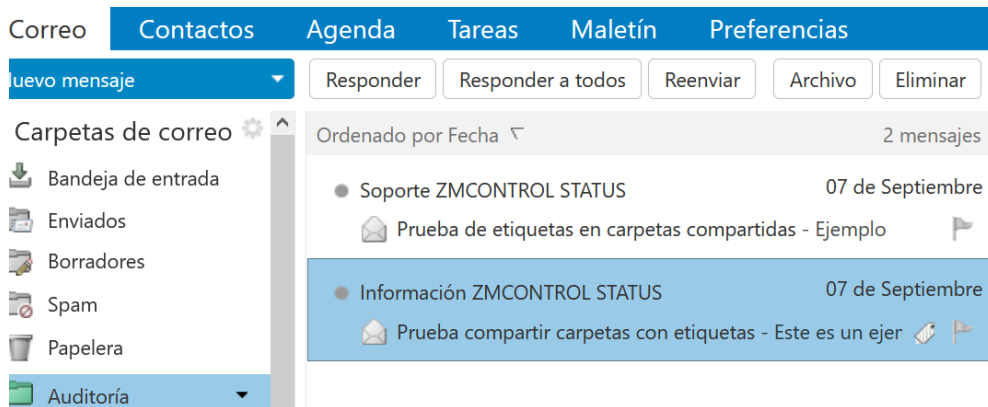 Correo Contactos Agenda Tareas Maletín Preferencias
uevo mensaje Responder Responder a todos Reenviar Archivo Eliminar
Carpetas de correo
Bandeja de entrada
Enviados
Borradores
Spam
Papelera
Auditoría
Ordenado por Fecha 2 mensajes
Soporte ZMCONTROL STATUS 07 de Septiembre
Prueba de etiquetas en carpetas compartidas - Ejemplo
Información ZMCONTROL STATUS 07 de Septiembre
Prueba compartir carpetas con etiquetas - Este es un ejer